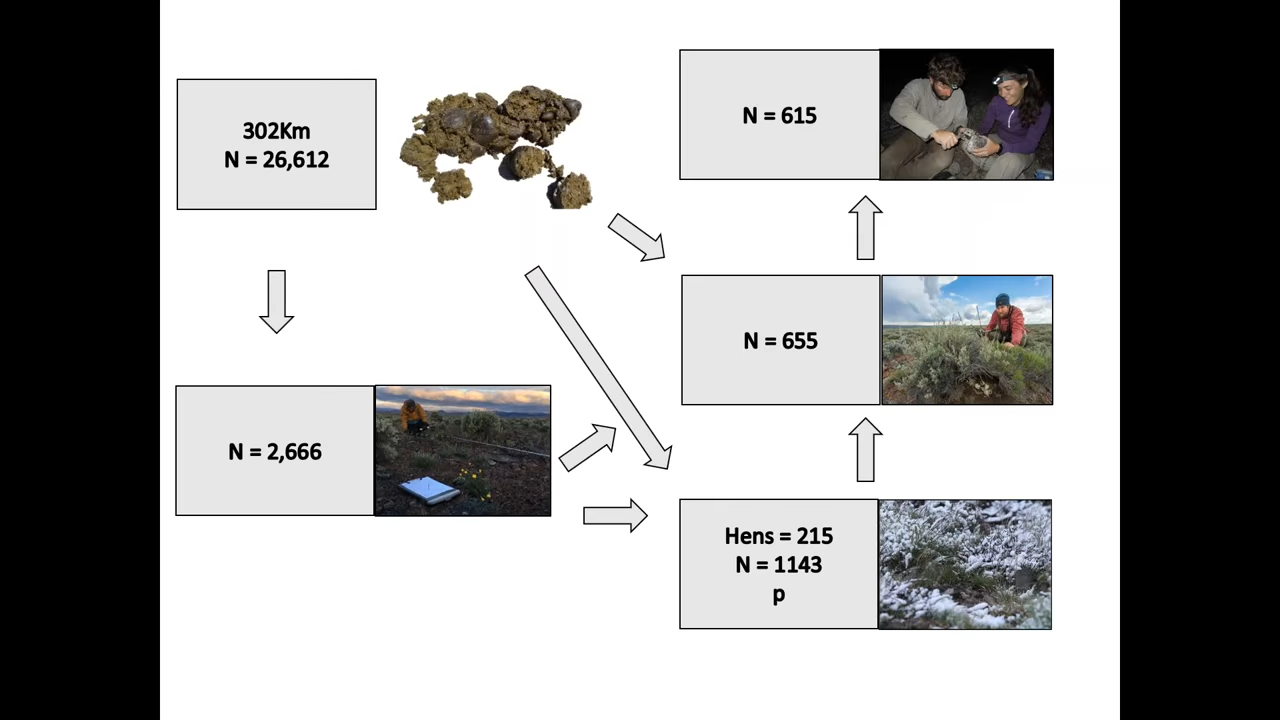 302Km
N = 26,612
N = 615
N = 655
N = 2,666
Hens = 215
N = 1143
p